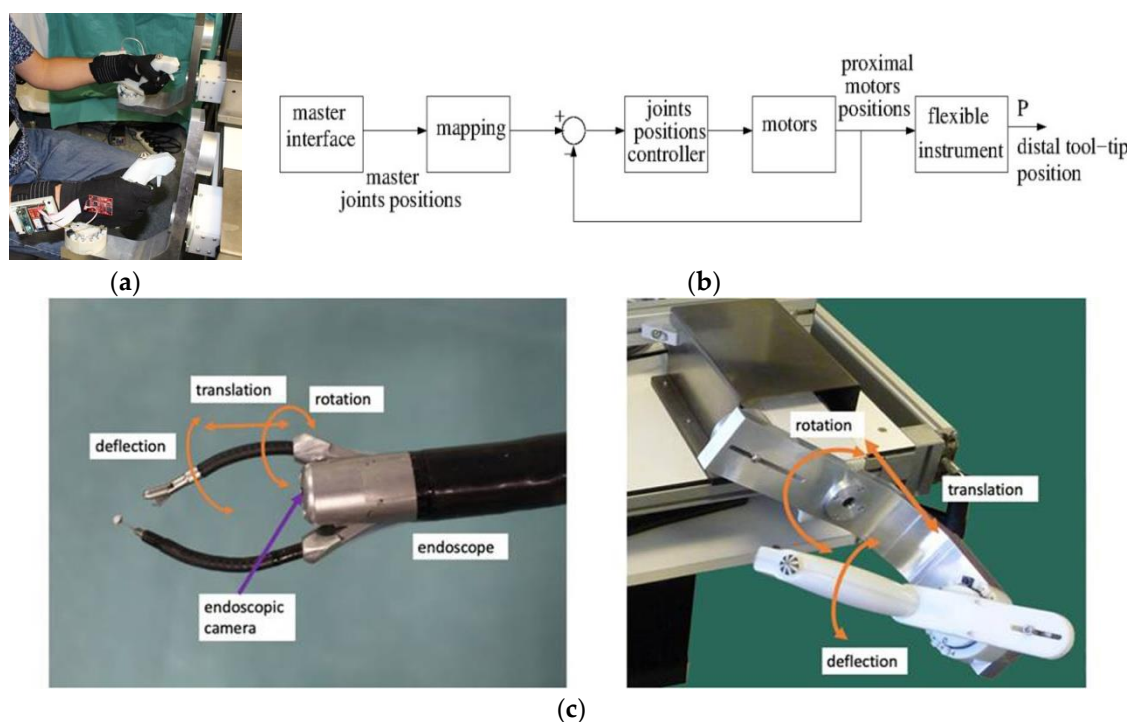 (a)
master
interface
master
joints positions
mapping
+
−
joints
positions
controller
motors
proximal
motors
positions
flexible
instrument
P
distal tool-tip
position
(b)
translation
rotation
deflection
endoscope
endoscopic
camera
rotation
translation
deflection
(c)